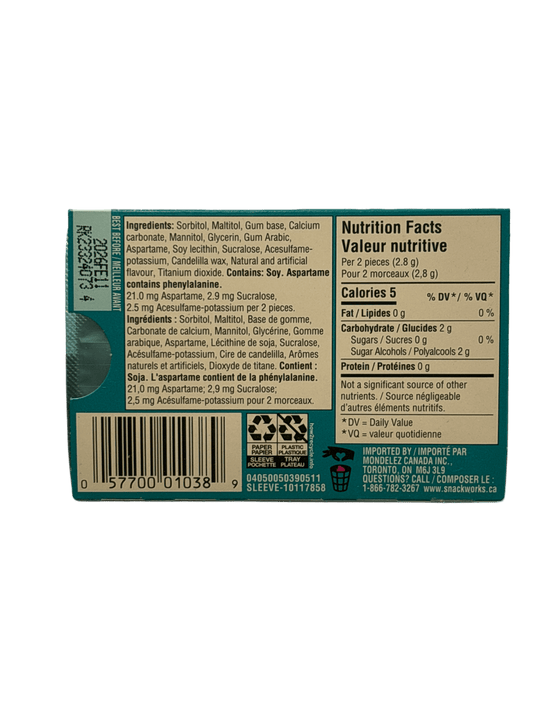 BEST BEFORE / MEILLEUR AVANT
2026FE11
RK23324073 4
Ingredients: Sorbitol, Maltitol, Gum base, Calcium
carbonate, Mannitol, Glycerin, Gum Arabic,
Aspartame, Soy lecithin, Sucralose, Acesulfame-
potassium, Candelilla wax, Natural and artificial
flavour, Titanium dioxide. Contains: Soy. Aspartame
contains phenylalanine.
21.0 mg Aspartame, 2.9 mg Sucralose,
2.5 mg Acesulfame-potassium per 2 pieces.
Ingrédients : Sorbitol, Maltitol, Base de gomme,
Carbonate de calcium, Mannitol, Glycérine, Gomme
arabique, Aspartame, Lécithine de soja, Sucralose,
Acésulfame-potassium, Cire de candelilla, Arômes
naturels et artificiels, Dioxyde de titane. Contient :
Soja. L'aspartame contient de la phénylalanine.
21,0 mg Aspartame; 2,9 mg Sucralose;
2,5 mg Acésulfame-potassium pour 2 morceaux.
Nutrition Facts
Valeur nutritive
Per 2 pieces (2.8 g)
Pour 2 morceaux (2,8 g)
Calories 5 % DV*/ % VQ*
Fat / Lipides 0 g 0 %
Carbohydrate / Glucides 2 g
Sugars / Sucres 0 g 0 %
Sugar Alcohols / Polyalcools 2 g
Protein / Protéines 0 g
Not a significant source of other
nutrients. / Source négligeable
d'autres éléments nutritifs.
*DV = Daily Value
*VQ = valeur quotidienne
0 57700 01038 9
PAPER PLASTIC
PAPIER PLASTIQUE
SLEEVE TRAY
POCHETTE PLATEAU
how2recycle.info
04050050390511
SLEEVE-10117858
IMPORTED BY / IMPORTÉ PAR
MONDELEZ CANADA INC.,
TORONTO, ON M6J 3L9
QUESTIONS? CALL / COMPOSER LE :
1-866-782-3267 www.snackworks.ca